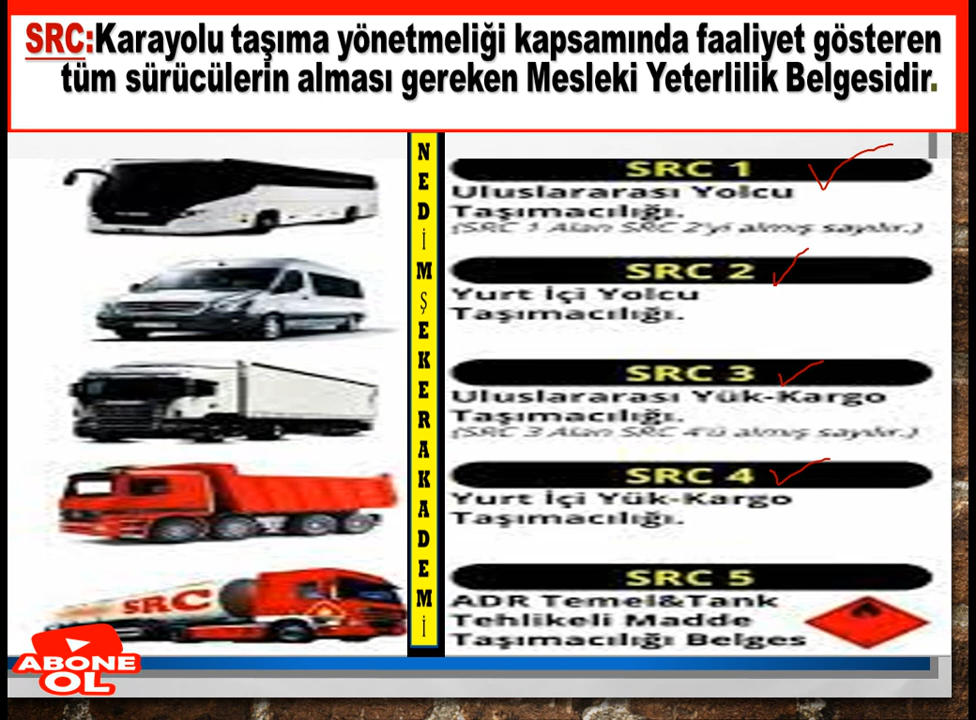 SRC:Karayolu taşıma yönetmeliği kapsamında faaliyet gösteren
tüm sürücülerin alması gereken Mesleki Yeterlilik Belgesidir.
NEDİMŞEKERAKADEMİ
SRC 1
Uluslararası Yolcu
Taşımacılığı.
(SRC 1 Alan SRC 2'yi almış sayılır.)
SRC 2
Yurt İçi Yolcu
Taşımacılığı.
SRC 3
Uluslararası Yük-Kargo
Taşımacılığı.
(SRC 3 Alan SRC 4'ü almış sayılır.)
SRC 4
Yurt İçi Yük-Kargo
Taşımacılığı.
SRC 5
ADR Temel&Tank
Tehlikeli Madde
Taşımacılığı Belges
SRC
ABONE
OL